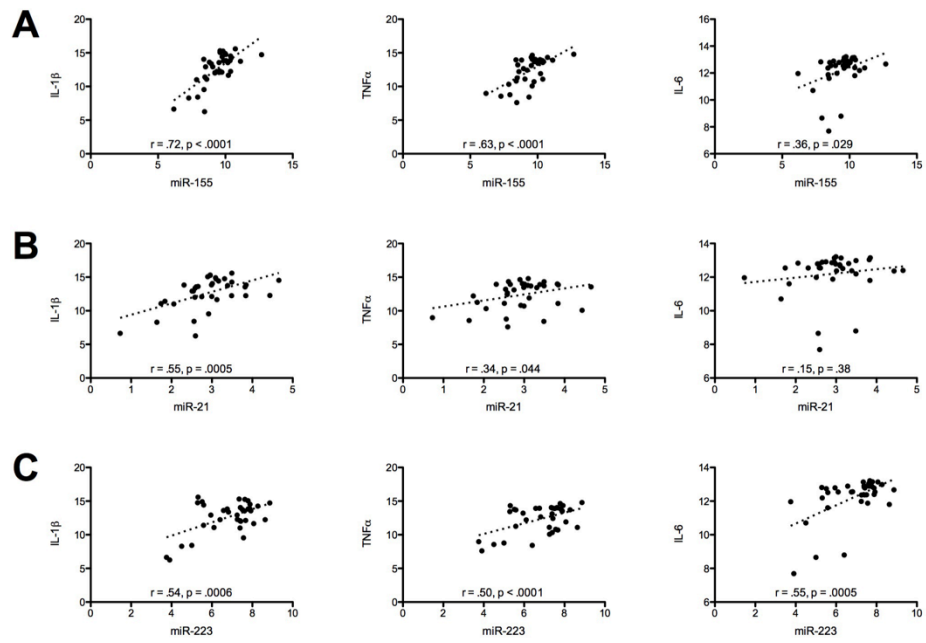 A
IL-1β
20
15
10
5
0
r = .72, p < .0001
0 5 10 15
miR-155
TNFα
20
15
10
5
0
r = .63, p < .0001
0 5 10 15
miR-155
IL-6
16
14
12
10
8
6
r = .36, p = .029
0 5 10 15
miR-155
B
IL-1β
20
15
10
5
0
r = .55, p = .0005
0 1 2 3 4 5
miR-21
TNFα
20
15
10
5
0
r = .34, p = .044
0 1 2 3 4 5
miR-21
IL-6
14
12
10
8
6
r = .15, p = .38
0 1 2 3 4 5
miR-21
C
IL-1β
20
15
10
5
0
r = .54, p = .0006
0 2 4 6 8 10
miR-223
TNFα
20
15
10
5
0
r = .50, p < .0001
0 2 4 6 8 10
miR-223
IL-6
14
12
10
8
6
r = .55, p = .0005
0 2 4 6 8 10
miR-223